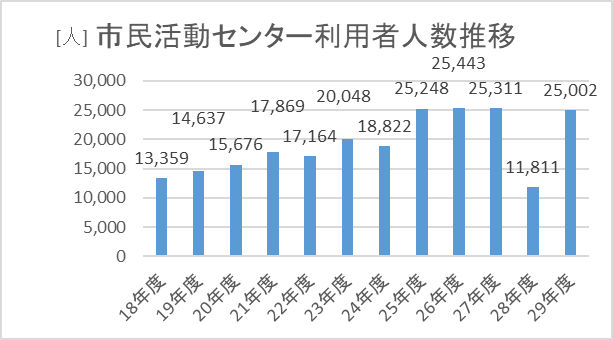 [人] 市民活動センター利用者人数推移
30,000
25,000
20,000
15,000
10,000
5,000
0
13,359
14,637
15,676
17,869
17,164
20,048
18,822
25,248
25,443
25,311
11,811
25,002
18年度
19年度
20年度
21年度
22年度
23年度
24年度
25年度
26年度
27年度
28年度
29年度